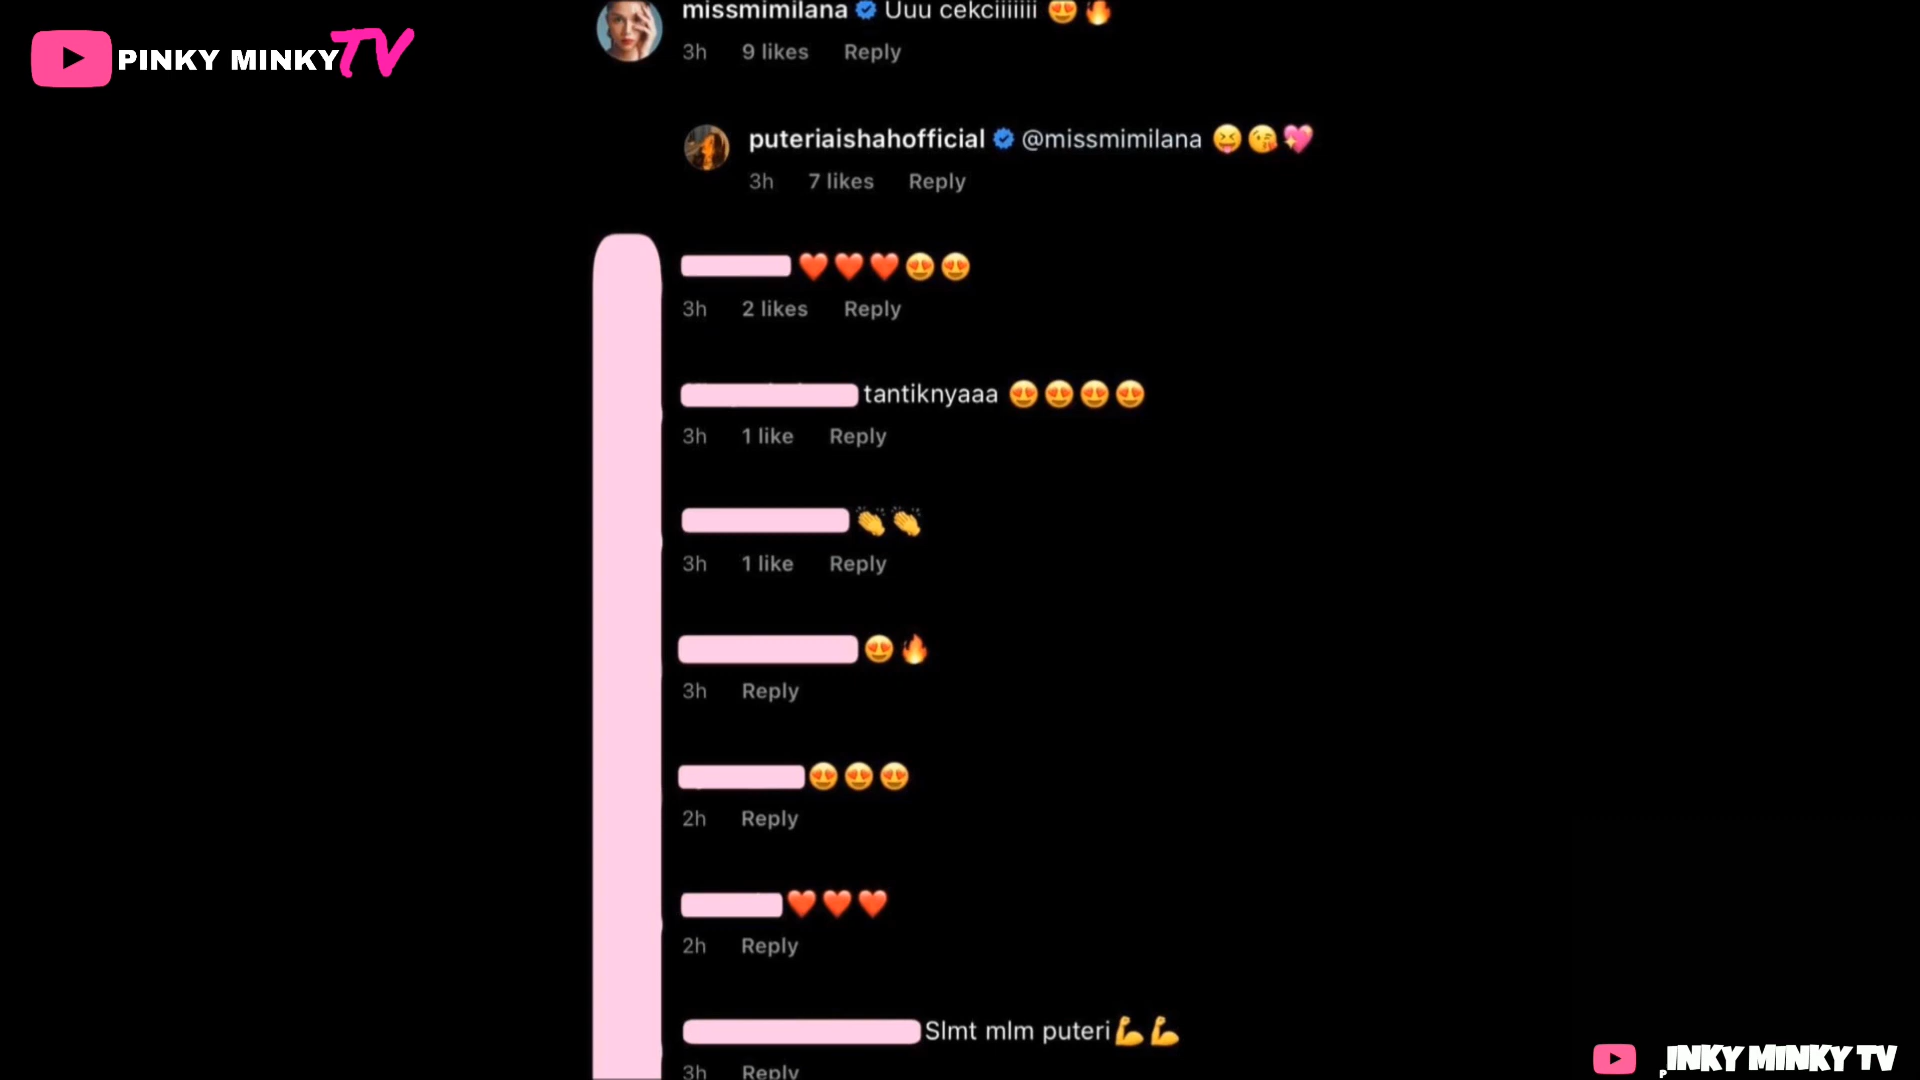 missmimilana Uuu cekciiiiiii 😍🔥
3h 9 likes Reply
PINKY MINKY TV
puteriaishahofficial @missmimilana 😝😘💖
3h 7 likes Reply
❤️❤️❤️😍😍
3h 2 likes Reply
tantiknyaaa 😍😍😍😍
3h 1 like Reply
👏👏
3h 1 like Reply
😍🔥
3h Reply
😍😍😍
2h Reply
❤️❤️❤️
2h Reply
Slmt mlm puteri💪💪
3h Reply
PINKY MINKY TV